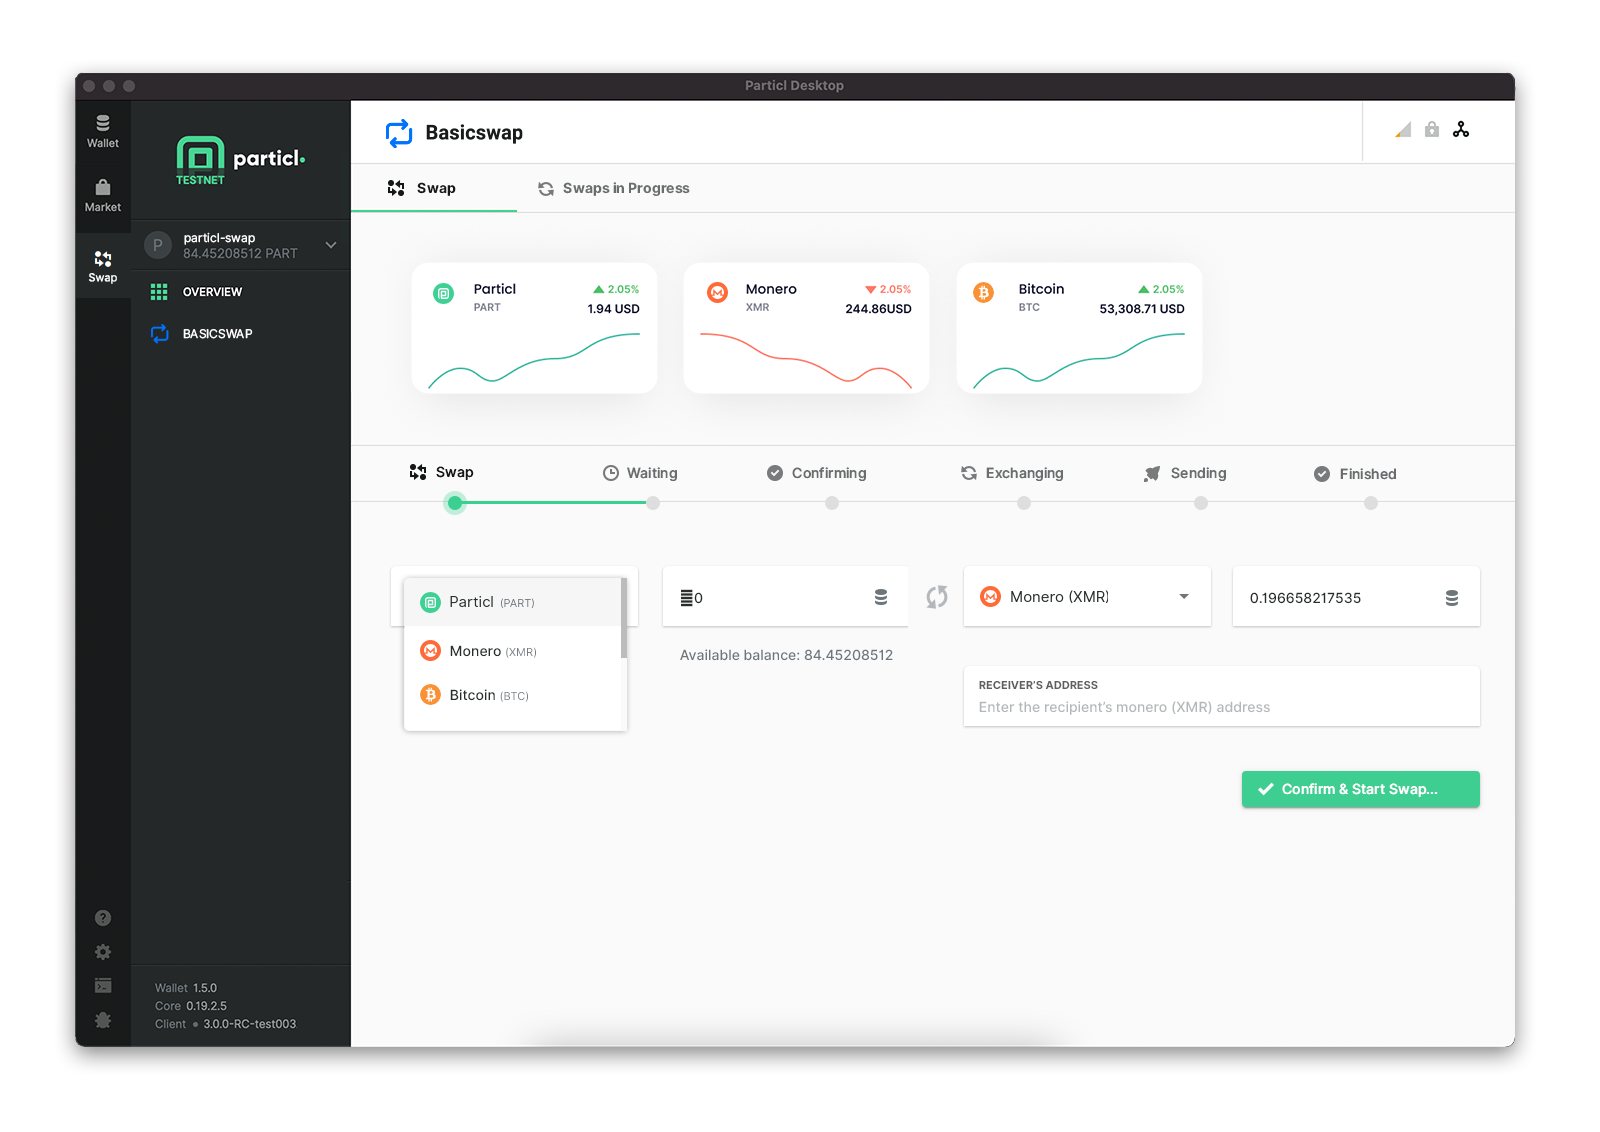 Particl Desktop
Wallet
Market
Swap
particl
TESTNET
P
particl-swap
84.45208512 PART
OVERVIEW
BASICSWAP
Wallet 1.5.0
Core 0.19.2.5
Client 3.0.0-RC-test003
Basicswap
Swap
Swaps in Progress
Particl 2.05%
PART 1.94 USD
Monero 2.05%
XMR 244.86USD
Bitcoin 2.05%
BTC 53,308.71 USD
Swap
Waiting
Confirming
Exchanging
Sending
Finished
Particl (PART)
Monero (XMR)
Bitcoin (BTC)
0
Available balance: 84.45208512
Monero (XMR)
0.196658217535
RECEIVER'S ADDRESS
Enter the recipient's monero (XMR) address
Confirm & Start Swap...